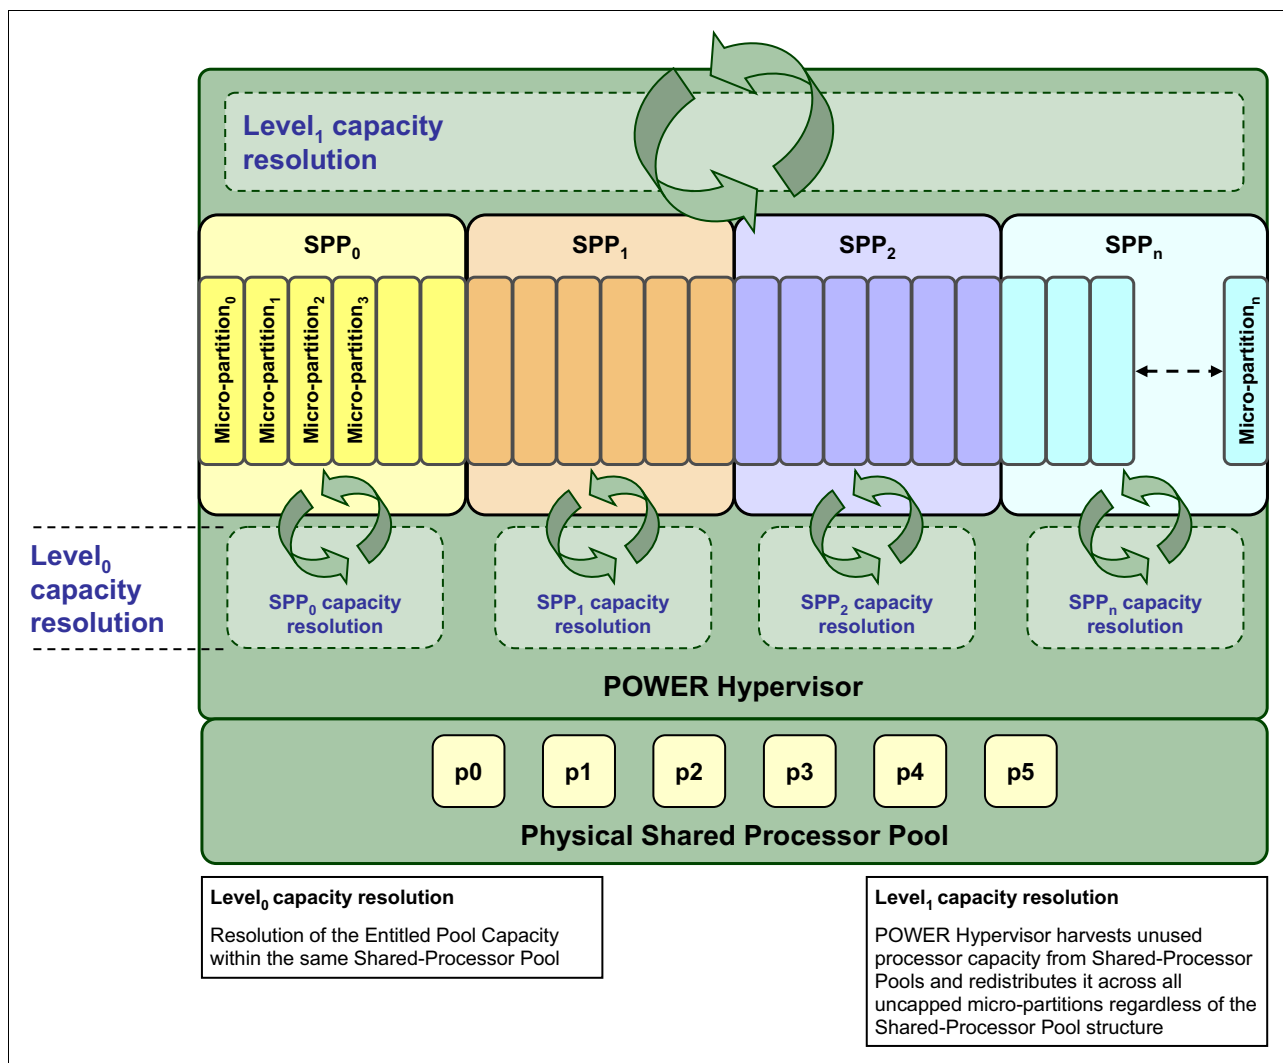 Level₁ capacity
resolution
SPP₀
SPP₁
SPP₂
SPPₙ
Micro-partition₀
Micro-partition₁
Micro-partition₂
Micro-partition₃
Micro-partitionₙ
Level₀
capacity
resolution
SPP₀ capacity
resolution
SPP₁ capacity
resolution
SPP₂ capacity
resolution
SPPₙ capacity
resolution
POWER Hypervisor
p0
p1
p2
p3
p4
p5
Physical Shared Processor Pool
Level₀ capacity resolution
Resolution of the Entitled Pool Capacity
within the same Shared-Processor Pool
Level₁ capacity resolution
POWER Hypervisor harvests unused
processor capacity from Shared-Processor
Pools and redistributes it across all
uncapped micro-partitions regardless of the
Shared-Processor Pool structure